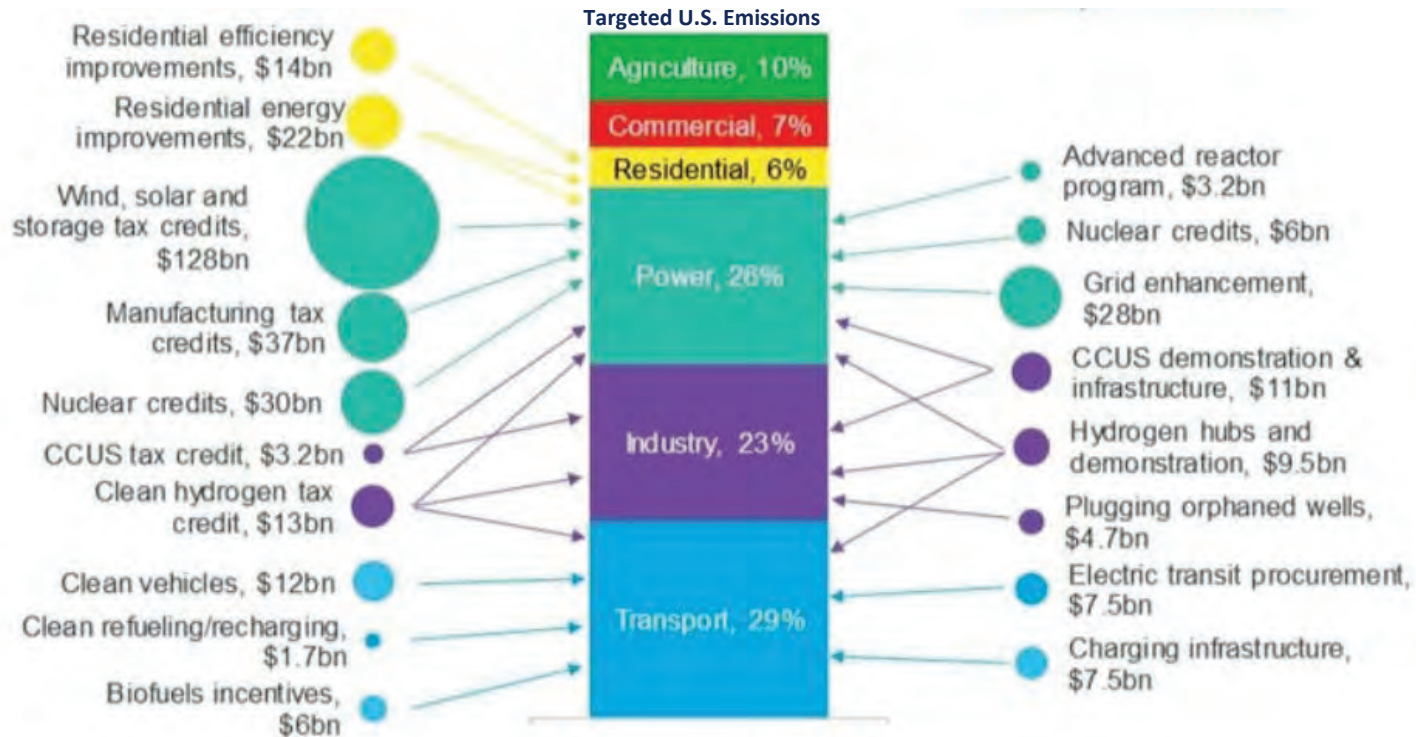 Targeted U.S. Emissions
Residential efficiency
improvements, $14bn
Residential energy
improvements, $22bn
Wind, solar and
storage tax credits,
$128bn
Manufacturing tax
credits, $37bn
Nuclear credits, $30bn
CCUS tax credit, $3.2bn
Clean hydrogen tax
credit, $13bn
Clean vehicles, $12bn
Clean refueling/recharging,
$1.7bn
Biofuels incentives,
$6bn
Agriculture, 10%
Commercial, 7%
Residential, 6%
Power, 26%
Industry, 23%
Transport, 29%
Advanced reactor
program, $3.2bn
Nuclear credits, $6bn
Grid enhancement,
$28bn
CCUS demonstration &
infrastructure, $11bn
Hydrogen hubs and
demonstration, $9.5bn
Plugging orphaned wells,
$4.7bn
Electric transit procurement,
$7.5bn
Charging infrastructure,
$7.5bn